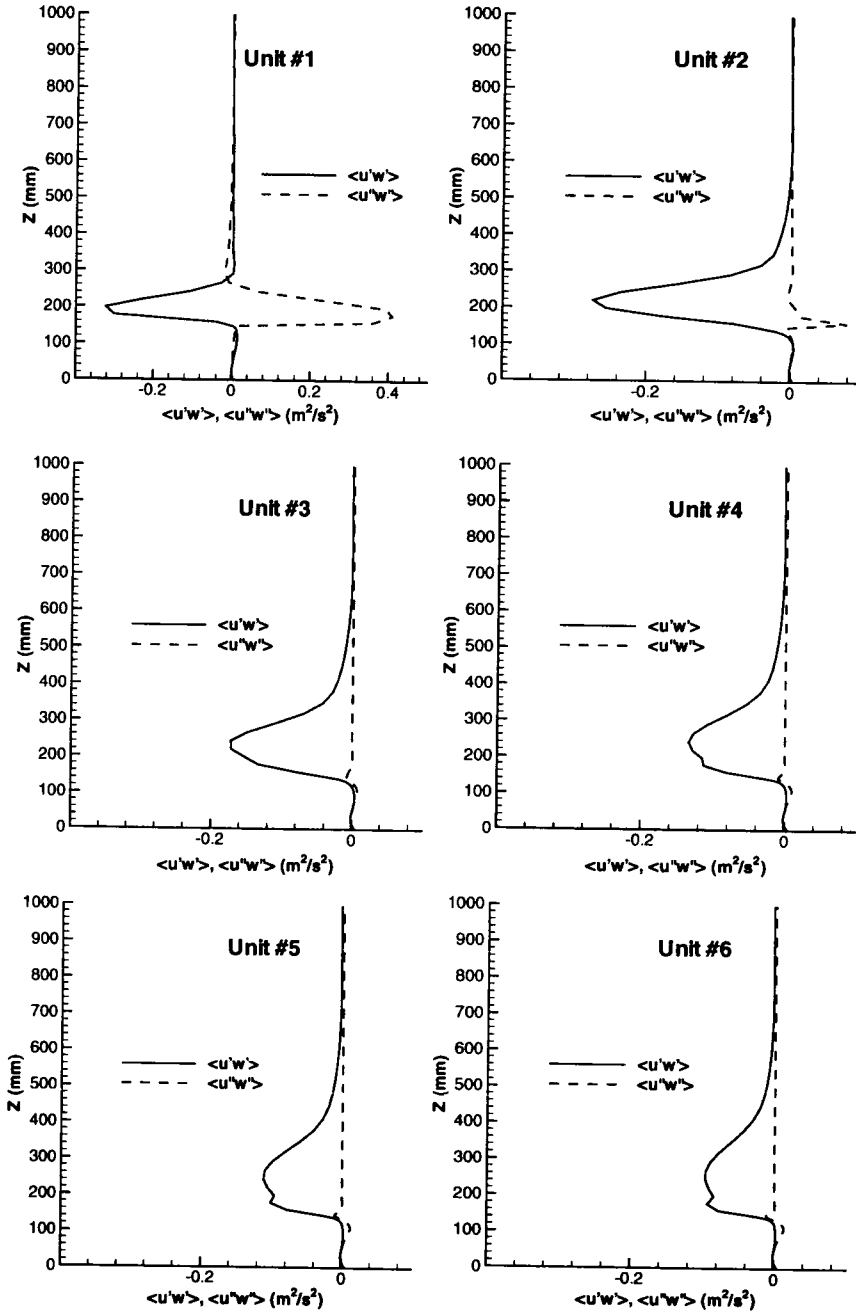 1000
900
800
700
600
500
400
300
200
100
0
Z (mm)
Unit #1
<u'w'>
<u"w">
-0.2
0
0.2
0.4
<u'w'>, <u"w"> (m²/s²)
1000
900
800
700
600
500
400
300
200
100
0
Z (mm)
Unit #2
<u'w'>
<u"w">
-0.2
0
<u'w'>, <u"w"> (m²/s²)
1000
900
800
700
600
500
400
300
200
100
0
Z (mm)
Unit #3
<u'w'>
<u"w">
-0.2
0
<u'w'>, <u"w"> (m²/s²)
1000
900
800
700
600
500
400
300
200
100
0
Z (mm)
Unit #4
<u'w'>
<u"w">
-0.2
0
<u'w'>, <u"w"> (m²/s²)
1000
900
800
700
600
500
400
300
200
100
0
Z (mm)
Unit #5
<u'w'>
<u"w">
-0.2
0
<u'w'>, <u"w"> (m²/s²)
1000
900
800
700
600
500
400
300
200
100
0
Z (mm)
Unit #6
<u'w'>
<u"w">
-0.2
0
<u'w'>, <u"w"> (m²/s²)